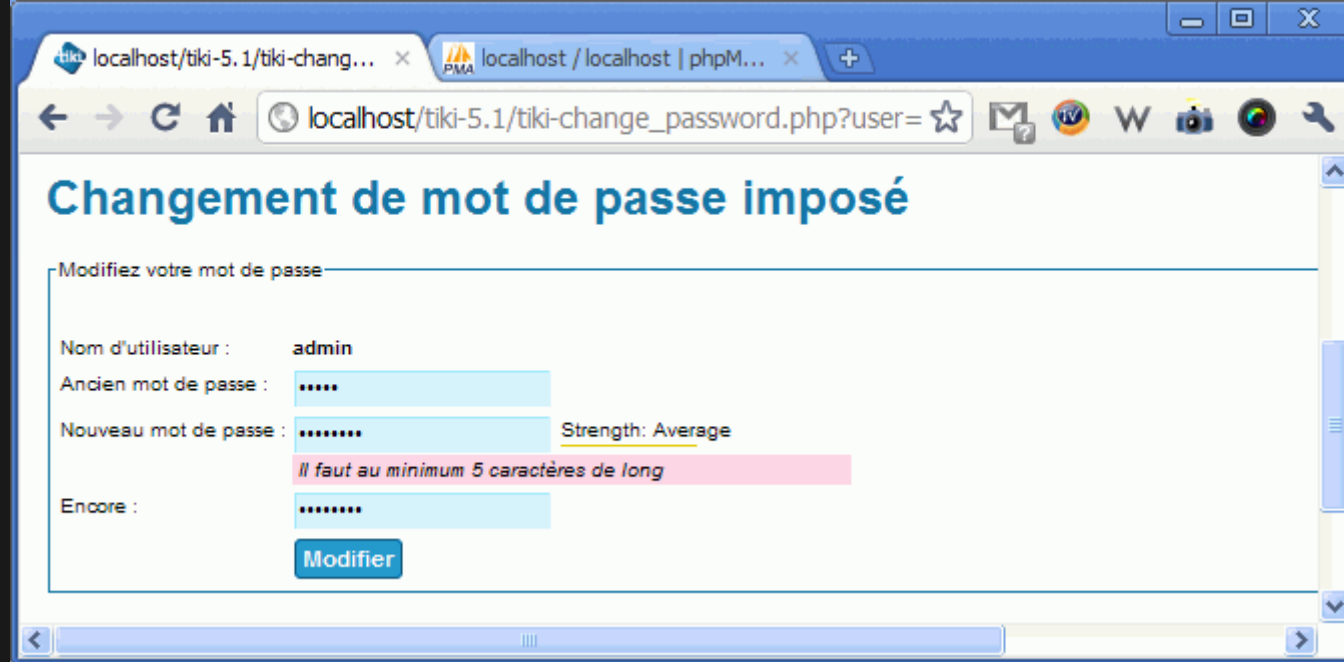 localhost/tiki-5.1/tiki-chang...
localhost / localhost | phpM...
localhost/tiki-5.1/tiki-change_password.php?user=
Changement de mot de passe imposé
Modifiez votre mot de passe
Nom d'utilisateur : admin
Ancien mot de passe : •••••
Nouveau mot de passe : •••••••• Strength: Average
Il faut au minimum 5 caractères de long
Encore : ••••••••
Modifier